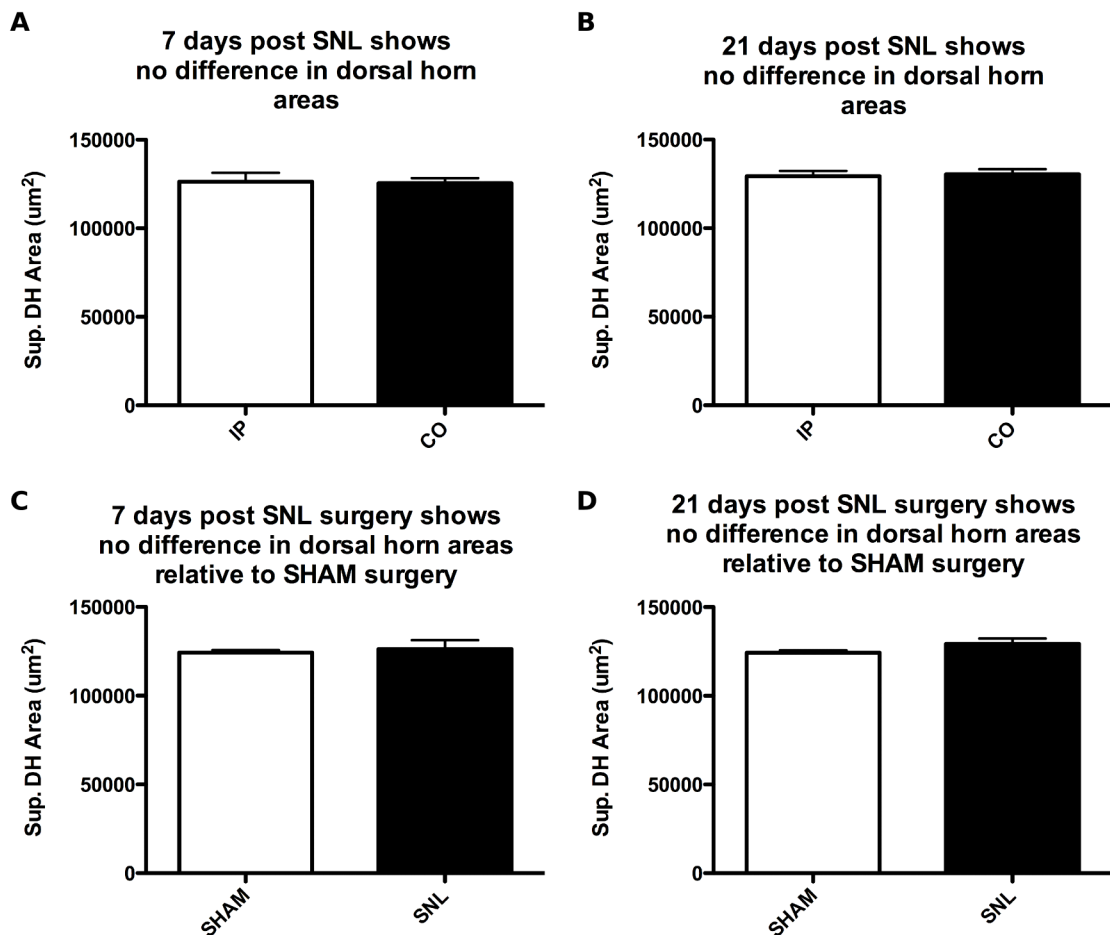 A
7 days post SNL shows
no difference in dorsal horn
areas
150000
100000
50000
0
Sup. DH Area (um²)
IP
CO
B
21 days post SNL shows
no difference in dorsal horn
areas
150000
100000
50000
0
Sup. DH Area (um²)
IP
CO
C
7 days post SNL surgery shows
no difference in dorsal horn areas
relative to SHAM surgery
150000
100000
50000
0
Sup. DH Area (um²)
SHAM
SNL
D
21 days post SNL surgery shows
no difference in dorsal horn areas
relative to SHAM surgery
150000
100000
50000
0
Sup. DH Area (um²)
SHAM
SNL